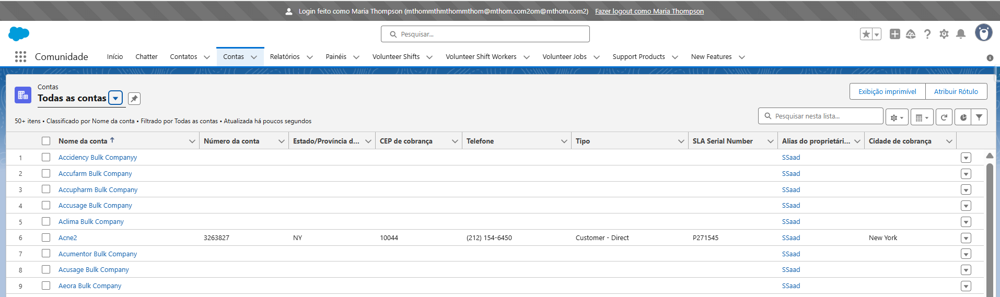 Login feito como Maria Thompson (mthommthmthommthom@mthom.com2om@mthom.com2) Fazer logout como Maria Thompson
Pesquisar...
Comunidade Início Chatter Contatos Contas Relatórios Painéis Volunteer Shifts Volunteer Shift Workers Volunteer Jobs Support Products New Features
Contas
Todas as contas
Exibição imprimível Atribuir Rótulo
50+ itens • Classificado por Nome da conta • Filtrado por Todas as contas • Atualizada há poucos segundos
Pesquisar nesta lista...
Nome da conta ↑ Número da conta Estado/Província d... CEP de cobrança Telefone Tipo SLA Serial Number Alias do proprietári... Cidade de cobrança
1 Accidency Bulk Companyy SSaad
2 Accufarm Bulk Company SSaad
3 Accupharm Bulk Company SSaad
4 Accusage Bulk Company SSaad
5 Aclima Bulk Company SSaad
6 Acne2 3263827 NY 10044 (212) 154-6450 Customer - Direct P271545 SSaad New York
7 Acumentor Bulk Company SSaad
8 Acusage Bulk Company SSaad
9 Aeora Bulk Company SSaad